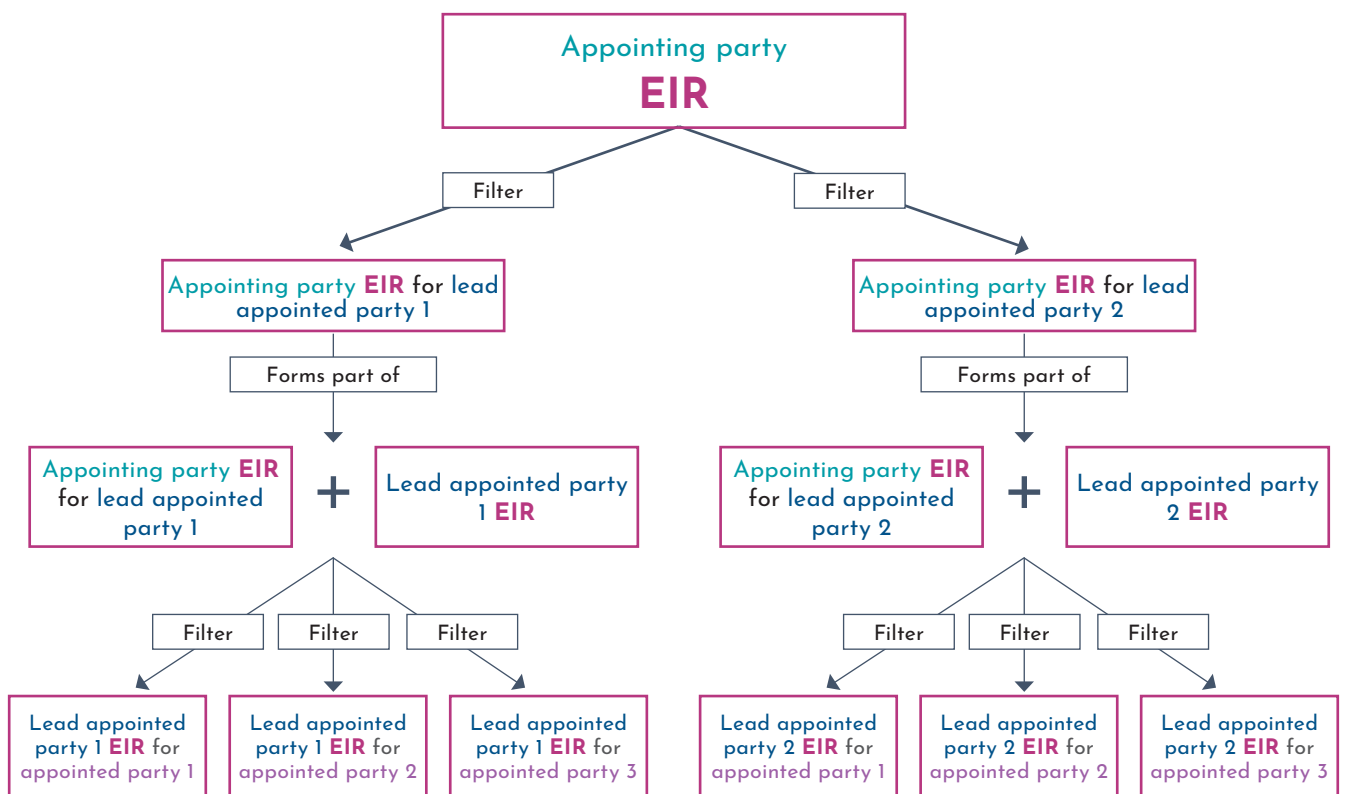 Appointing party
EIR
Filter
Filter
Appointing party EIR for lead
appointed party 1
Appointing party EIR for lead
appointed party 2
Forms part of
Forms part of
Appointing party EIR
for lead appointed
party 1
+
Lead appointed party
1 EIR
Appointing party EIR
for lead appointed
party 2
+
Lead appointed party
2 EIR
Filter
Filter
Filter
Filter
Filter
Filter
Lead appointed
party 1 EIR for
appointed party 1
Lead appointed
party 1 EIR for
appointed party 2
Lead appointed
party 1 EIR for
appointed party 3
Lead appointed
party 2 EIR for
appointed party 1
Lead appointed
party 2 EIR for
appointed party 2
Lead appointed
party 2 EIR for
appointed party 3